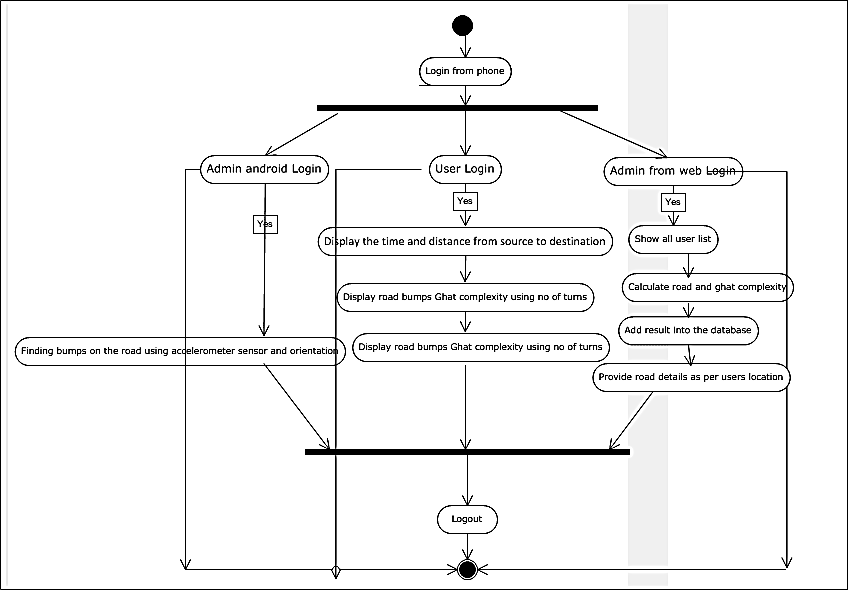 Login from phone
Admin android Login
User Login
Admin from web Login
Yes
Yes
Yes
Display the time and distance from source to destination
Show all user list
Display road bumps Ghat complexity using no of turns
Calculate road and ghat complexity
Add result into the database
Finding bumps on the road using accelerometer sensor and orientation
Display road bumps Ghat complexity using no of turns
Provide road details as per users location
Logout